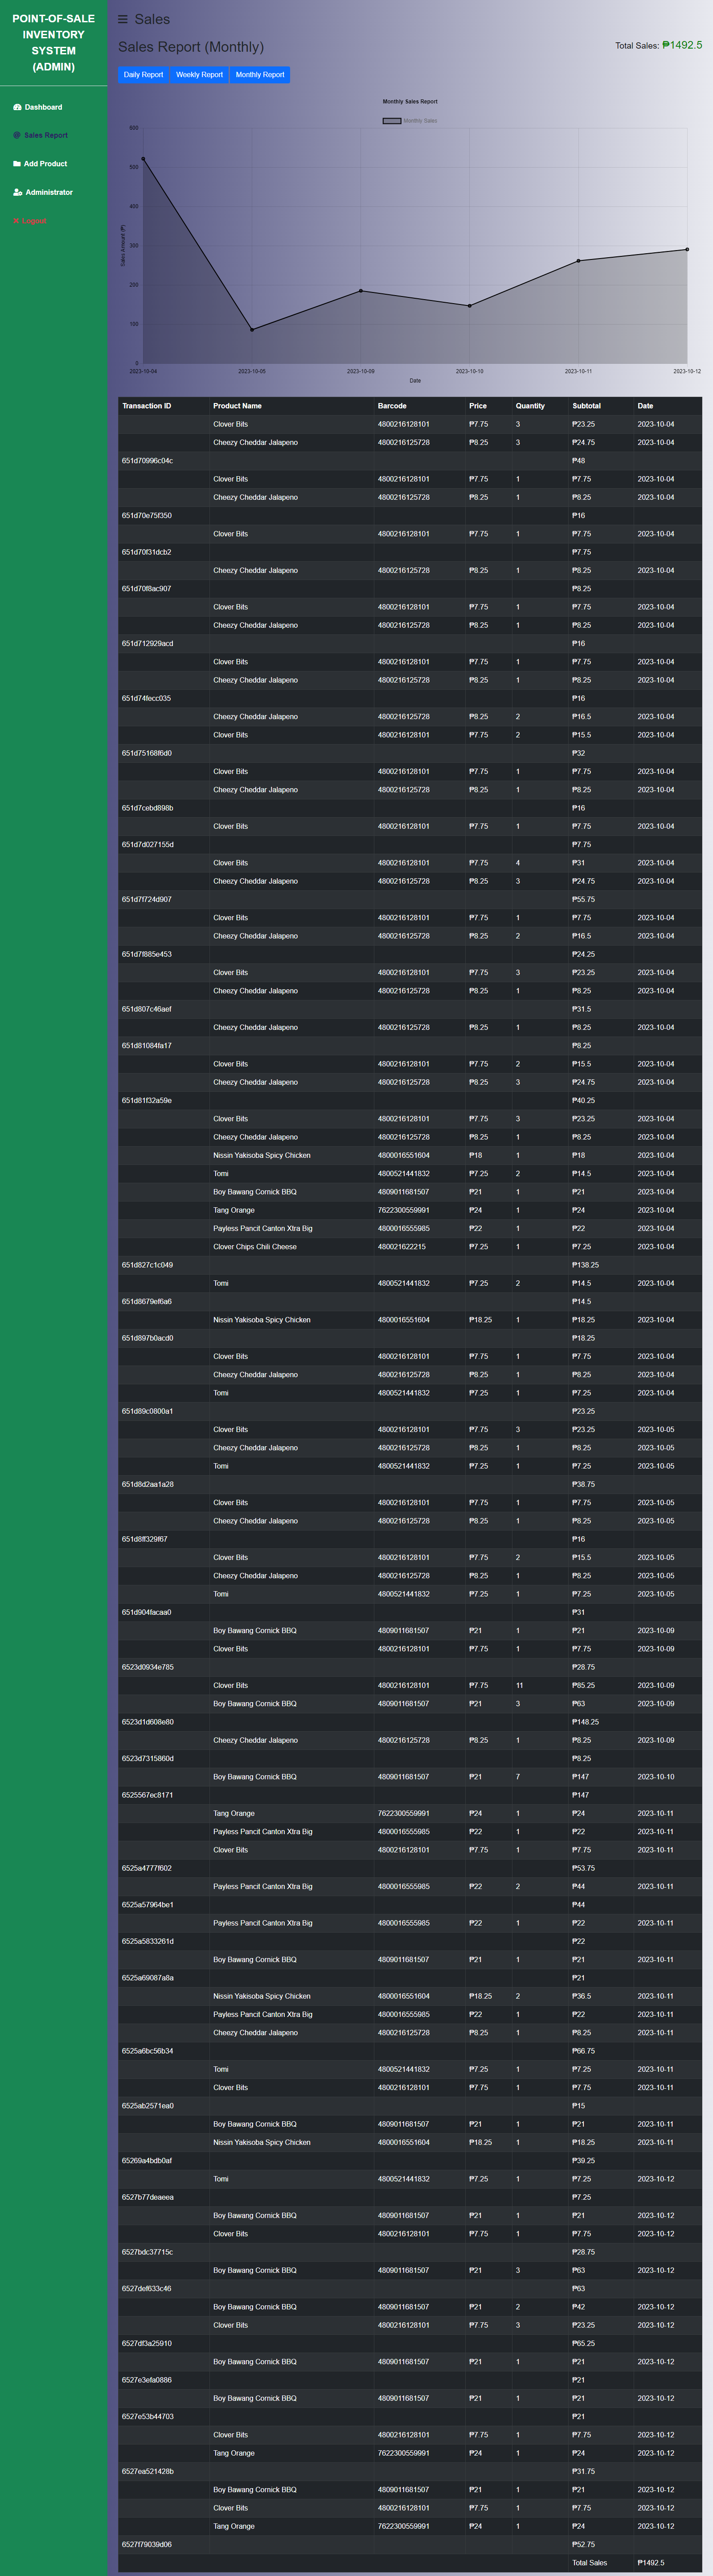 POINT-OF-SALE
INVENTORY
SYSTEM
(ADMIN)
Dashboard
Sales Report
Add Product
Administrator
Logout
Sales
Sales Report (Monthly)
Total Sales: ₱1492.5
Daily Report Weekly Report Monthly Report
Monthly Sales Report
Monthly Sales
600
500
400
300
200
100
0
Sales Amount (₱)
2023-10-04 2023-10-05 2023-10-09 2023-10-10 2023-10-11 2023-10-12
Date
Transaction ID Product Name Barcode Price Quantity Subtotal Date
Clover Bits 4800216128101 ₱7.75 3 ₱23.25 2023-10-04
Cheezy Cheddar Jalapeno 4800216125728 ₱8.25 3 ₱24.75 2023-10-04
651d70996c04c ₱48
Clover Bits 4800216128101 ₱7.75 1 ₱7.75 2023-10-04
Cheezy Cheddar Jalapeno 4800216125728 ₱8.25 1 ₱8.25 2023-10-04
651d70e75f350 ₱16
Clover Bits 4800216128101 ₱7.75 1 ₱7.75 2023-10-04
651d70f31dcb2 ₱7.75
Cheezy Cheddar Jalapeno 4800216125728 ₱8.25 1 ₱8.25 2023-10-04
651d70f8ac907 ₱8.25
Clover Bits 4800216128101 ₱7.75 1 ₱7.75 2023-10-04
Cheezy Cheddar Jalapeno 4800216125728 ₱8.25 1 ₱8.25 2023-10-04
651d712929acd ₱16
Clover Bits 4800216128101 ₱7.75 1 ₱7.75 2023-10-04
Cheezy Cheddar Jalapeno 4800216125728 ₱8.25 1 ₱8.25 2023-10-04
651d74fecc035 ₱16
Cheezy Cheddar Jalapeno 4800216125728 ₱8.25 2 ₱16.5 2023-10-04
Clover Bits 4800216128101 ₱7.75 2 ₱15.5 2023-10-04
651d75168f6d0 ₱32
Clover Bits 4800216128101 ₱7.75 1 ₱7.75 2023-10-04
Cheezy Cheddar Jalapeno 4800216125728 ₱8.25 1 ₱8.25 2023-10-04
651d7cebd898b ₱16
Clover Bits 4800216128101 ₱7.75 1 ₱7.75 2023-10-04
651d7d027155d ₱7.75
Clover Bits 4800216128101 ₱7.75 4 ₱31 2023-10-04
Cheezy Cheddar Jalapeno 4800216125728 ₱8.25 3 ₱24.75 2023-10-04
651d7f724d907 ₱55.75
Clover Bits 4800216128101 ₱7.75 1 ₱7.75 2023-10-04
Cheezy Cheddar Jalapeno 4800216125728 ₱8.25 2 ₱16.5 2023-10-04
651d7f885e453 ₱24.25
Clover Bits 4800216128101 ₱7.75 3 ₱23.25 2023-10-04
Cheezy Cheddar Jalapeno 4800216125728 ₱8.25 1 ₱8.25 2023-10-04
651d807c46aef ₱31.5
Cheezy Cheddar Jalapeno 4800216125728 ₱8.25 1 ₱8.25 2023-10-04
651d81084fa17 ₱8.25
Clover Bits 4800216128101 ₱7.75 2 ₱15.5 2023-10-04
Cheezy Cheddar Jalapeno 4800216125728 ₱8.25 3 ₱24.75 2023-10-04
651d81f32a59e ₱40.25
Clover Bits 4800216128101 ₱7.75 3 ₱23.25 2023-10-04
Cheezy Cheddar Jalapeno 4800216125728 ₱8.25 1 ₱8.25 2023-10-04
Nissin Yakisoba Spicy Chicken 4800016551604 ₱18 1 ₱18 2023-10-04
Tomi 4800521441832 ₱7.25 2 ₱14.5 2023-10-04
Boy Bawang Cornick BBQ 4809011681507 ₱21 1 ₱21 2023-10-04
Tang Orange 7622300559991 ₱24 1 ₱24 2023-10-04
Payless Pancit Canton Xtra Big 4800016555985 ₱22 1 ₱22 2023-10-04
Clover Chips Chili Cheese 480021622215 ₱7.25 1 ₱7.25 2023-10-04
651d827c1c049 ₱138.25
Tomi 4800521441832 ₱7.25 2 ₱14.5 2023-10-04
651d8679ef6a6 ₱14.5
Nissin Yakisoba Spicy Chicken 4800016551604 ₱18.25 1 ₱18.25 2023-10-04
651d897b0acd0 ₱18.25
Clover Bits 4800216128101 ₱7.75 1 ₱7.75 2023-10-04
Cheezy Cheddar Jalapeno 4800216125728 ₱8.25 1 ₱8.25 2023-10-04
Tomi 4800521441832 ₱7.25 1 ₱7.25 2023-10-04
651d89c0800a1 ₱23.25
Clover Bits 4800216128101 ₱7.75 3 ₱23.25 2023-10-05
Cheezy Cheddar Jalapeno 4800216125728 ₱8.25 1 ₱8.25 2023-10-05
Tomi 4800521441832 ₱7.25 1 ₱7.25 2023-10-05
651d8d2aa1a28 ₱38.75
Clover Bits 4800216128101 ₱7.75 1 ₱7.75 2023-10-05
Cheezy Cheddar Jalapeno 4800216125728 ₱8.25 1 ₱8.25 2023-10-05
651d8ff329f67 ₱16
Clover Bits 4800216128101 ₱7.75 2 ₱15.5 2023-10-05
Cheezy Cheddar Jalapeno 4800216125728 ₱8.25 1 ₱8.25 2023-10-05
Tomi 4800521441832 ₱7.25 1 ₱7.25 2023-10-05
651d904facaa0 ₱31
Boy Bawang Cornick BBQ 4809011681507 ₱21 1 ₱21 2023-10-09
Clover Bits 4800216128101 ₱7.75 1 ₱7.75 2023-10-09
6523d0934e785 ₱28.75
Clover Bits 4800216128101 ₱7.75 11 ₱85.25 2023-10-09
Boy Bawang Cornick BBQ 4809011681507 ₱21 3 ₱63 2023-10-09
6523d1d608e80 ₱148.25
Cheezy Cheddar Jalapeno 4800216125728 ₱8.25 1 ₱8.25 2023-10-09
6523d7315860d ₱8.25
Boy Bawang Cornick BBQ 4809011681507 ₱21 7 ₱147 2023-10-10
6525567ec8171 ₱147
Tang Orange 7622300559991 ₱24 1 ₱24 2023-10-11
Payless Pancit Canton Xtra Big 4800016555985 ₱22 1 ₱22 2023-10-11
Clover Bits 4800216128101 ₱7.75 1 ₱7.75 2023-10-11
6525a4777f602 ₱53.75
Payless Pancit Canton Xtra Big 4800016555985 ₱22 2 ₱44 2023-10-11
6525a57964be1 ₱44
Payless Pancit Canton Xtra Big 4800016555985 ₱22 1 ₱22 2023-10-11
6525a5833261d ₱22
Boy Bawang Cornick BBQ 4809011681507 ₱21 1 ₱21 2023-10-11
6525a69087a8a ₱21
Nissin Yakisoba Spicy Chicken 4800016551604 ₱18.25 2 ₱36.5 2023-10-11
Payless Pancit Canton Xtra Big 4800016555985 ₱22 1 ₱22 2023-10-11
Cheezy Cheddar Jalapeno 4800216125728 ₱8.25 1 ₱8.25 2023-10-11
6525a6bc56b34 ₱66.75
Tomi 4800521441832 ₱7.25 1 ₱7.25 2023-10-11
Clover Bits 4800216128101 ₱7.75 1 ₱7.75 2023-10-11
6525ab2571ea0 ₱15
Boy Bawang Cornick BBQ 4809011681507 ₱21 1 ₱21 2023-10-11
Nissin Yakisoba Spicy Chicken 4800016551604 ₱18.25 1 ₱18.25 2023-10-11
65269a4bdb0af ₱39.25
Tomi 4800521441832 ₱7.25 1 ₱7.25 2023-10-12
6527b77deaeea ₱7.25
Boy Bawang Cornick BBQ 4809011681507 ₱21 1 ₱21 2023-10-12
Clover Bits 4800216128101 ₱7.75 1 ₱7.75 2023-10-12
6527bdc37715c ₱28.75
Boy Bawang Cornick BBQ 4809011681507 ₱21 3 ₱63 2023-10-12
6527def633c46 ₱63
Boy Bawang Cornick BBQ 4809011681507 ₱21 2 ₱42 2023-10-12
Clover Bits 4800216128101 ₱7.75 3 ₱23.25 2023-10-12
6527df3a25910 ₱65.25
Boy Bawang Cornick BBQ 4809011681507 ₱21 1 ₱21 2023-10-12
6527e3efa0886 ₱21
Boy Bawang Cornick BBQ 4809011681507 ₱21 1 ₱21 2023-10-12
6527e53b44703 ₱21
Clover Bits 4800216128101 ₱7.75 1 ₱7.75 2023-10-12
Tang Orange 7622300559991 ₱24 1 ₱24 2023-10-12
6527ea521428b ₱31.75
Boy Bawang Cornick BBQ 4809011681507 ₱21 1 ₱21 2023-10-12
Clover Bits 4800216128101 ₱7.75 1 ₱7.75 2023-10-12
Tang Orange 7622300559991 ₱24 1 ₱24 2023-10-12
6527f79039d06 ₱52.75
Total Sales ₱1492.5